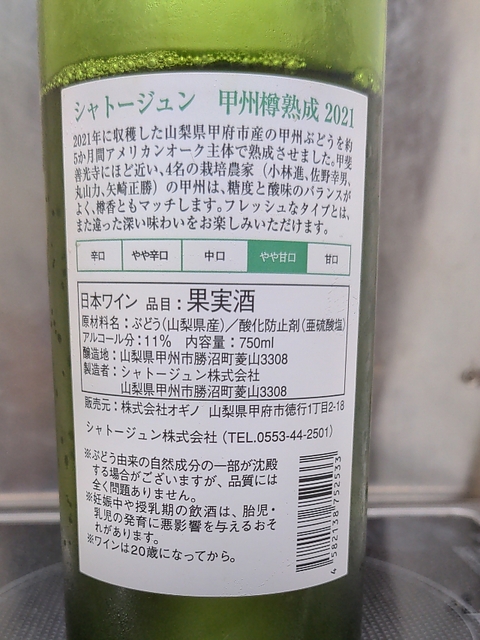 シャトージュン 甲州樽熟成 2021
2021年に収穫した山梨県甲府市産の甲州ぶどうを約
5か月間アメリカンオーク主体で熟成させました。甲斐
善光寺にほど近い、4名の栽培農家（小林進、佐野幸男、
丸山力、矢崎正勝）の甲州は、糖度と酸味のバランスが
よく、樽香ともマッチします。フレッシュなタイプとは、
また違った深い味わいをお楽しみいただけます。
辛口 やや辛口 中口 やや甘口 甘口
日本ワイン 品目：果実酒
原材料名：ぶどう（山梨県産）／酸化防止剤（亜硫酸塩）
アルコール分：11％ 内容量：750ml
醸造地：山梨県甲州市勝沼町菱山3308
製造者：シャトージュン株式会社
山梨県甲州市勝沼町菱山3308
販売元：株式会社オギノ 山梨県甲府市徳行1丁目2-18
シャトージュン株式会社（TEL.0553-44-2501）
※ぶどう由来の自然成分の一部が沈殿
する場合がございますが、品質には
全く問題ありません。
※妊娠中や授乳期の飲酒は、胎児・
乳児の発育に悪影響を与えるおそ
れがあります。
※ワインは20歳になってから。
4 582138 752533